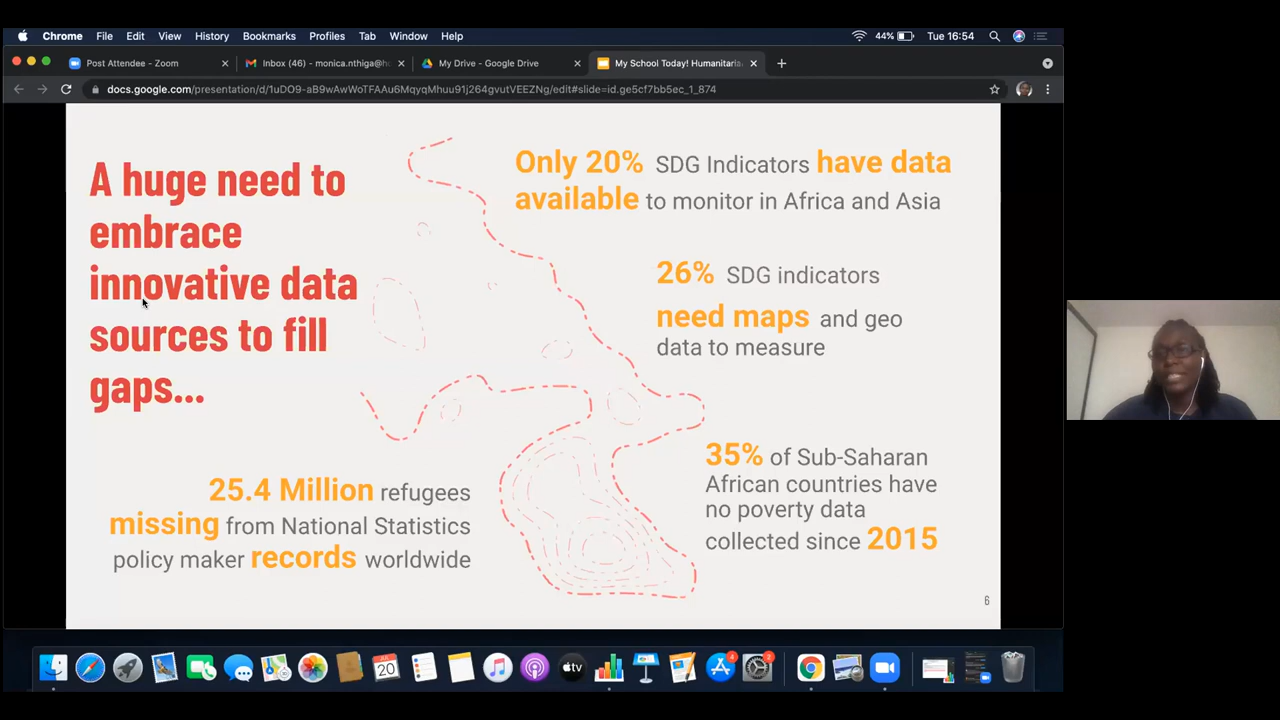 Chrome File Edit View History Bookmarks Profiles Tab Window Help 44% Tue 16:54
Post Attendee - Zoom Inbox (46) - monica.nthiga@h My Drive - Google Drive My School Today! Humanitaria
docs.google.com/presentation/d/1uDO9-aB9wAwWoTFAAu6MqyqMhuu91j264gvutVEEZNg/edit#slide=id.ge5cf7bb5ec_1_874
A huge need to
embrace
innovative data
sources to fill
gaps...
Only 20% SDG Indicators have data
available to monitor in Africa and Asia
26% SDG indicators
need maps and geo
data to measure
35% of Sub-Saharan
African countries have
no poverty data
collected since 2015
25.4 Million refugees
missing from National Statistics
policy maker records worldwide
6
JUL
20
tv